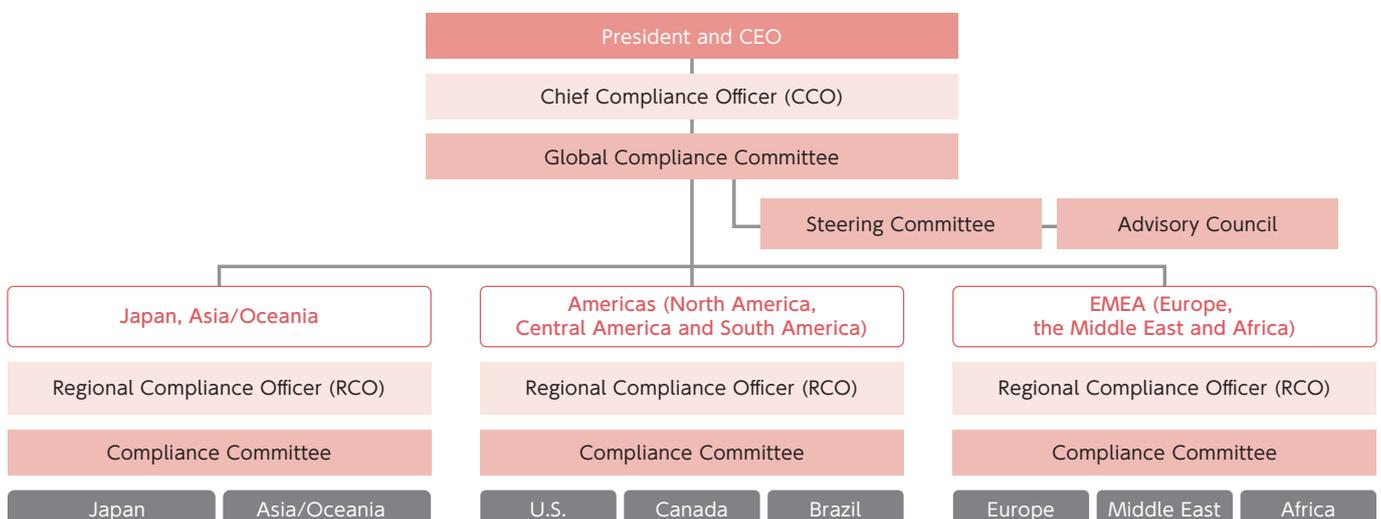 President and CEO
Chief Compliance Officer (CCO)
Global Compliance Committee
Steering Committee
Advisory Council
Japan, Asia/Oceania
Americas (North America,
Central America and South America)
EMEA (Europe,
the Middle East and Africa)
Regional Compliance Officer (RCO)
Regional Compliance Officer (RCO)
Regional Compliance Officer (RCO)
Compliance Committee
Compliance Committee
Compliance Committee
Japan
Asia/Oceania
U.S.
Canada
Brazil
Europe
Middle East
Africa